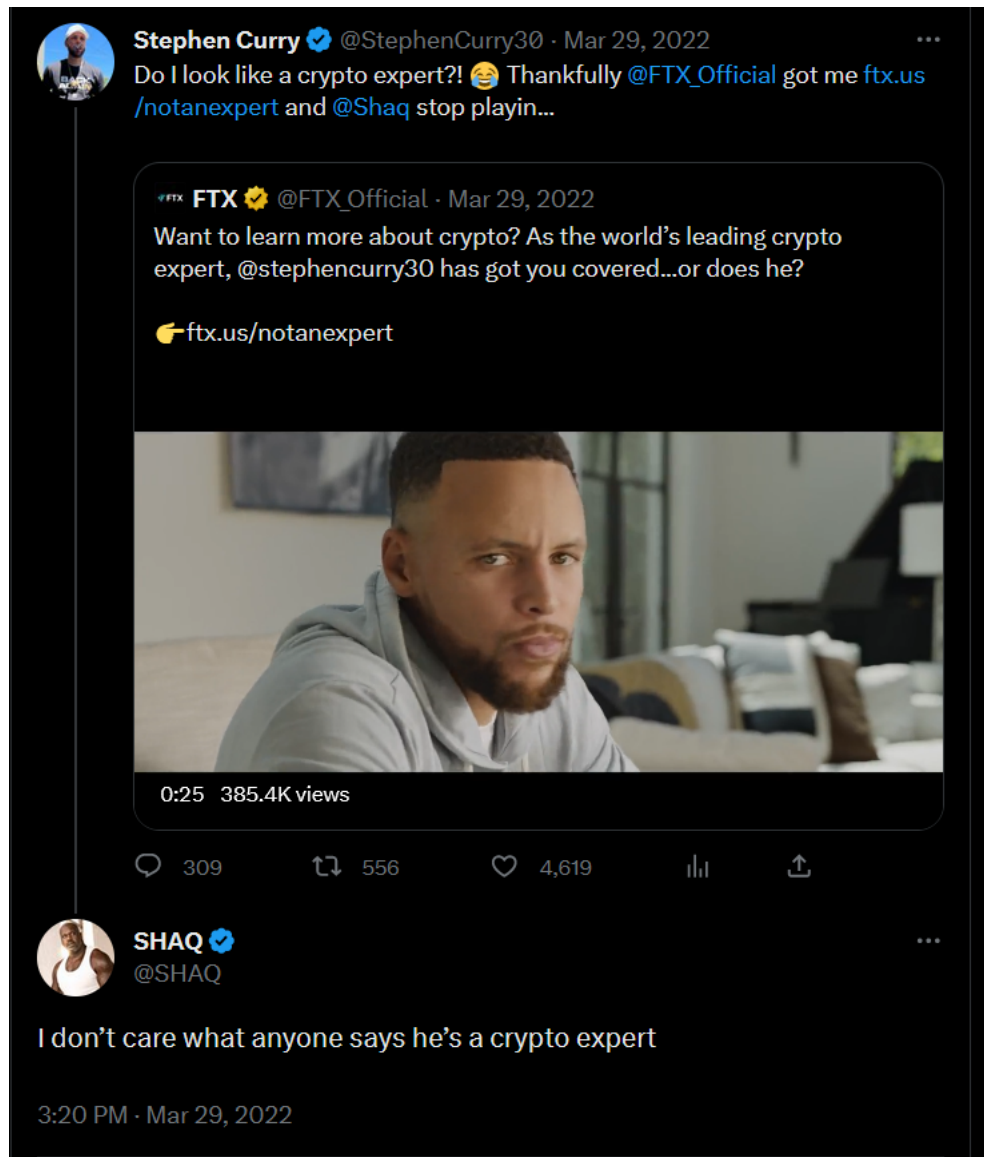 Stephen Curry @StephenCurry30 · Mar 29, 2022
Do I look like a crypto expert?! 😂 Thankfully @FTX_Official got me ftx.us
/notanexpert and @Shaq stop playin...
FTX FTX @FTX_Official · Mar 29, 2022
Want to learn more about crypto? As the world’s leading crypto
expert, @stephencurry30 has got you covered...or does he?
👉ftx.us/notanexpert
0:25 385.4K views
309 556 4,619
SHAQ
@SHAQ
I don’t care what anyone says he’s a crypto expert
3:20 PM · Mar 29, 2022